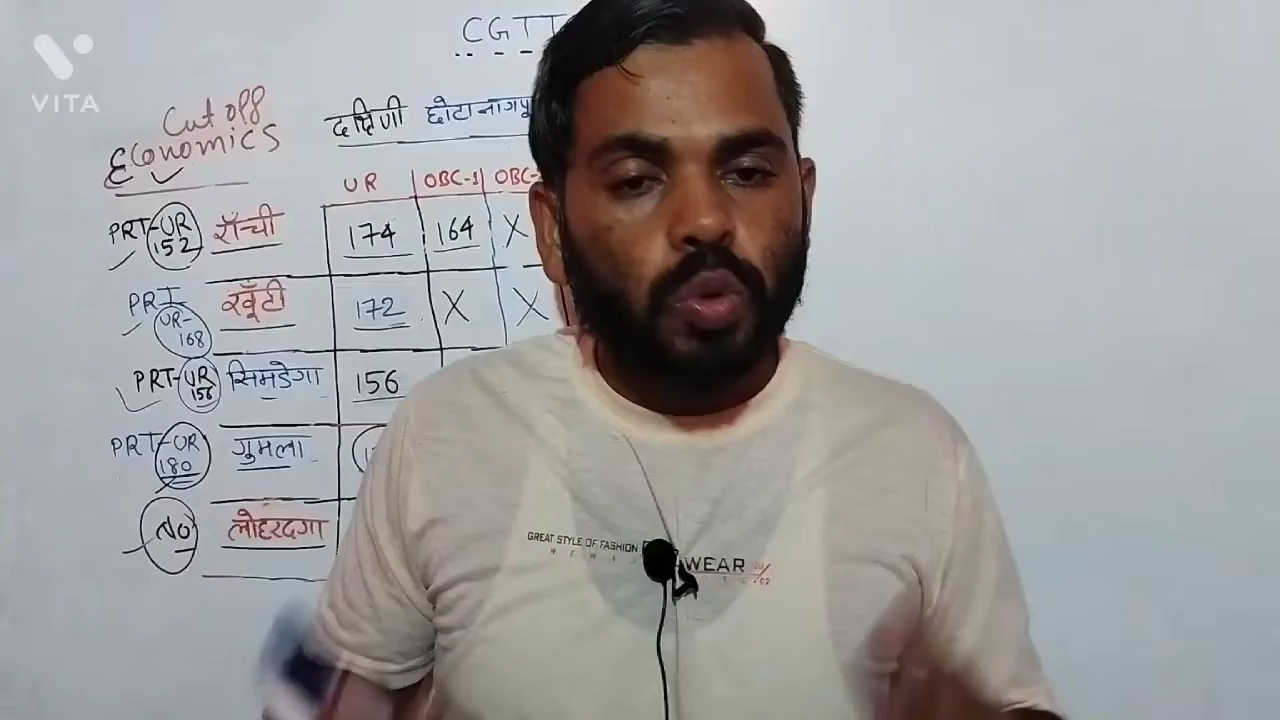 VITA
CGTT
Cut off
Economics
दक्षिणी छोटानागपु
UR OBC-1 OBC-
PRT-UR 152 राँची 174 164 X
PRT UR-168 खूँटी 172 X X
PRT-UR 156 सिमडेगा 156
PRT-UR 180 गुमला
NO लोहरदगा
GREAT STYLE OF FASHION WEAR